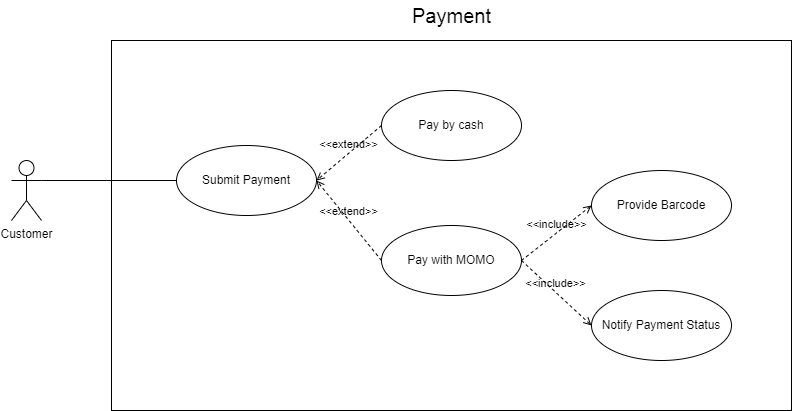 Payment
Pay by cash
<<extend>>
Submit Payment
Customer
<<extend>>
Pay with MOMO
<<include>>
Provide Barcode
<<include>>
Notify Payment Status